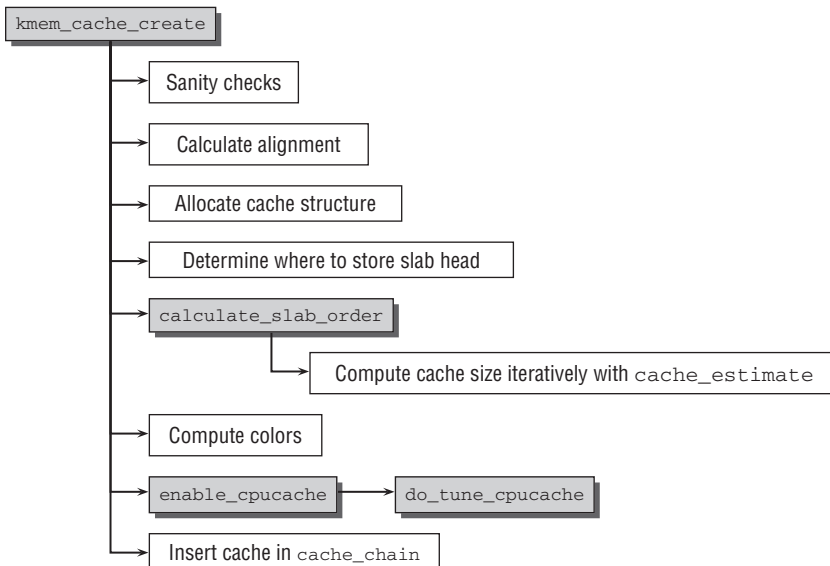 kmem_cache_create
Sanity checks
Calculate alignment
Allocate cache structure
Determine where to store slab head
calculate_slab_order
Compute cache size iteratively with cache_estimate
Compute colors
enable_cpucache
do_tune_cpucache
Insert cache in cache_chain